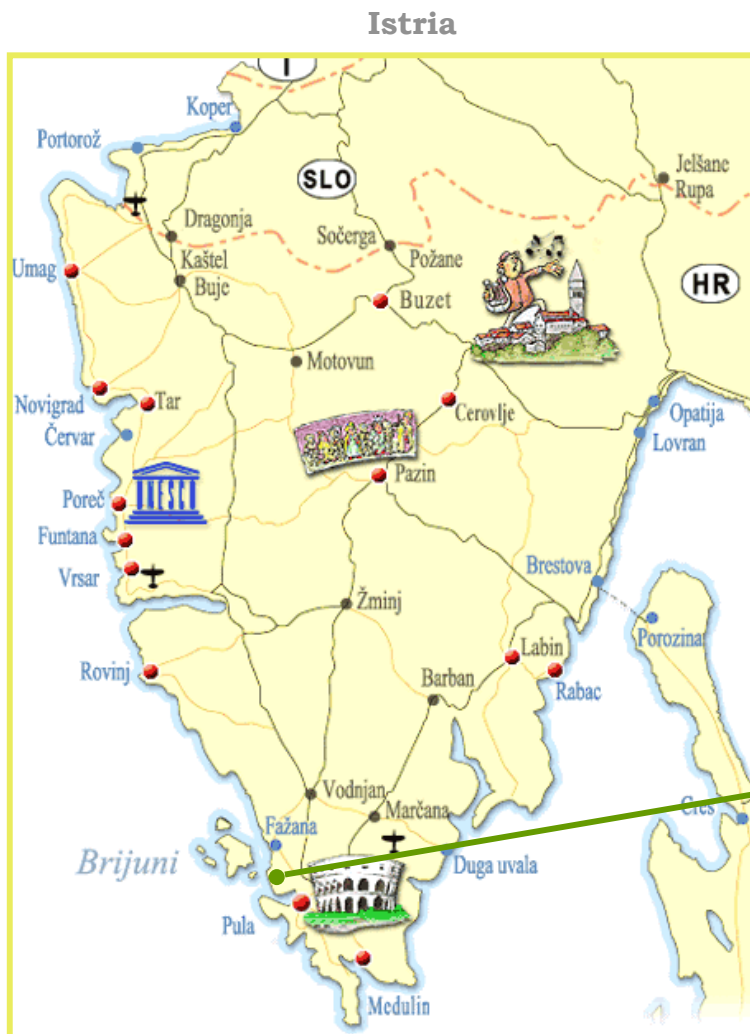 Istria
I
Koper
Portorož
Jelšane
Rupa
SLO
Dragonja
Sočerga
Požane
Umag
Kaštel
Buje
HR
Buzet
Motovun
Novigrad
Tar
Cerovlje
Opatija
Červar
Lovran
Pazin
UNESCO
Poreč
Funtana
Vrsar
Brestova
Žminj
Porozina
Labin
Rovinj
Barban
Rabac
Vodnjan
Marčana
Cres
Fažana
Brijuni
Duga uvala
Pula
Medulin